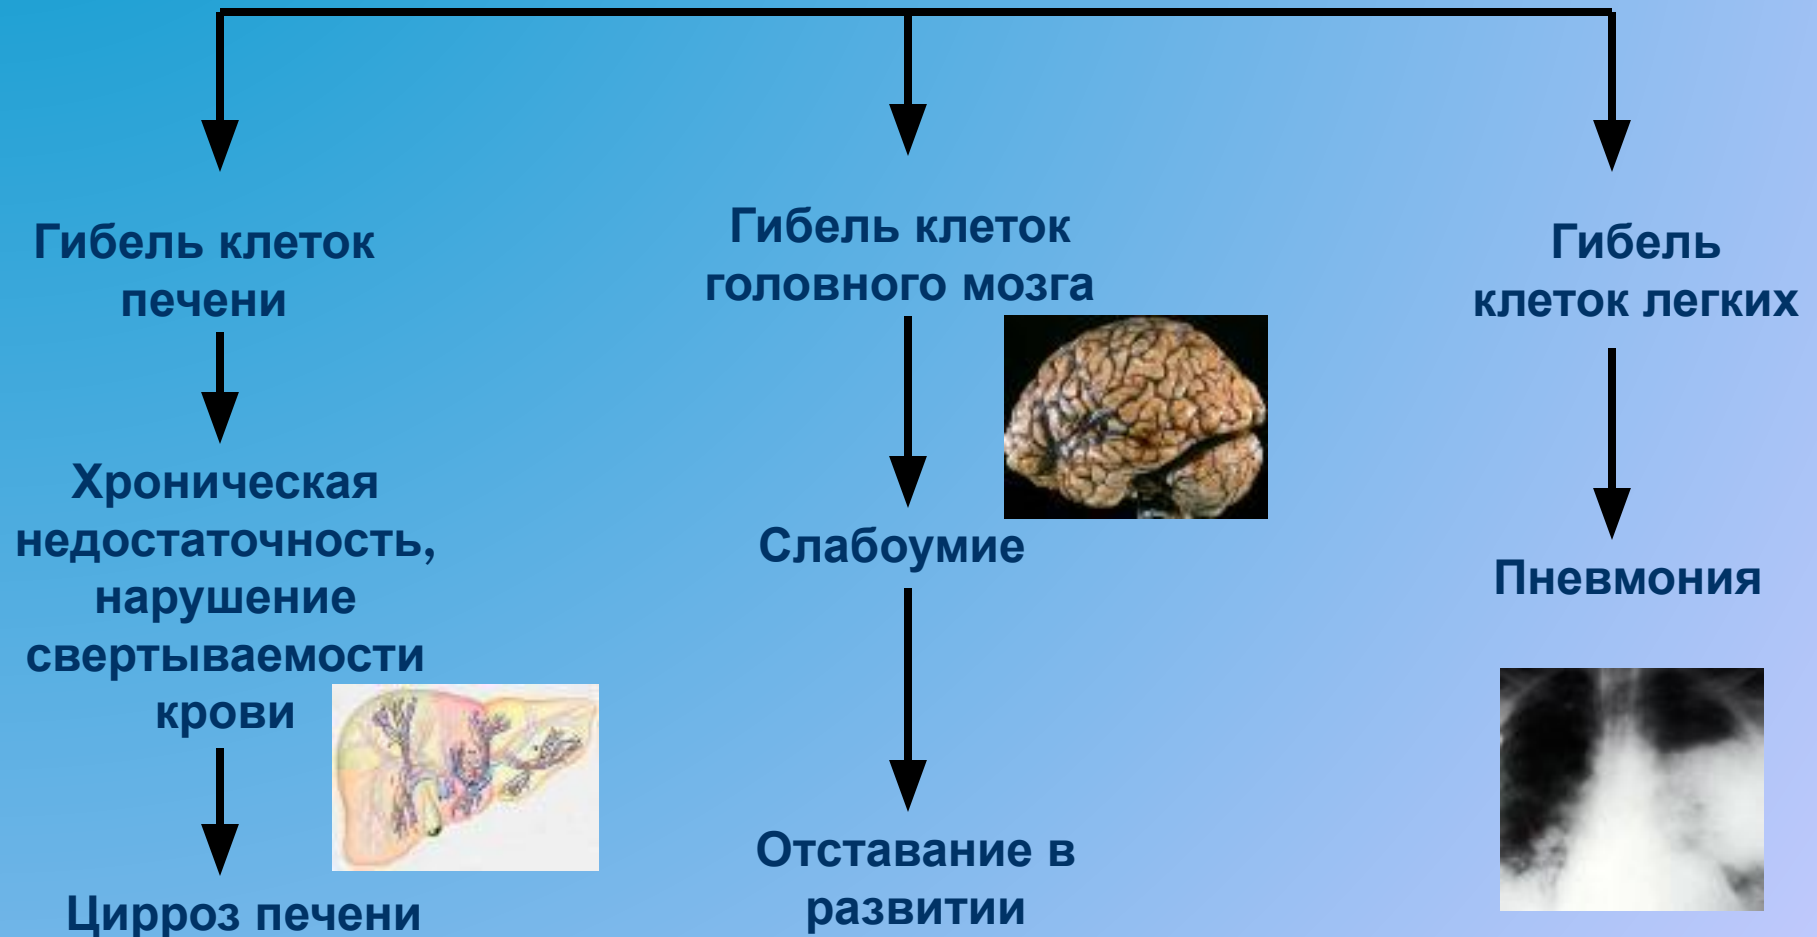 Гибель клеток
печени
Хроническая
недостаточность,
нарушение
свертываемости
крови
Цирроз печени
Гибель клеток
головного мозга
Слабоумие
Отставание в
развитии
Гибель
клеток легких
Пневмония